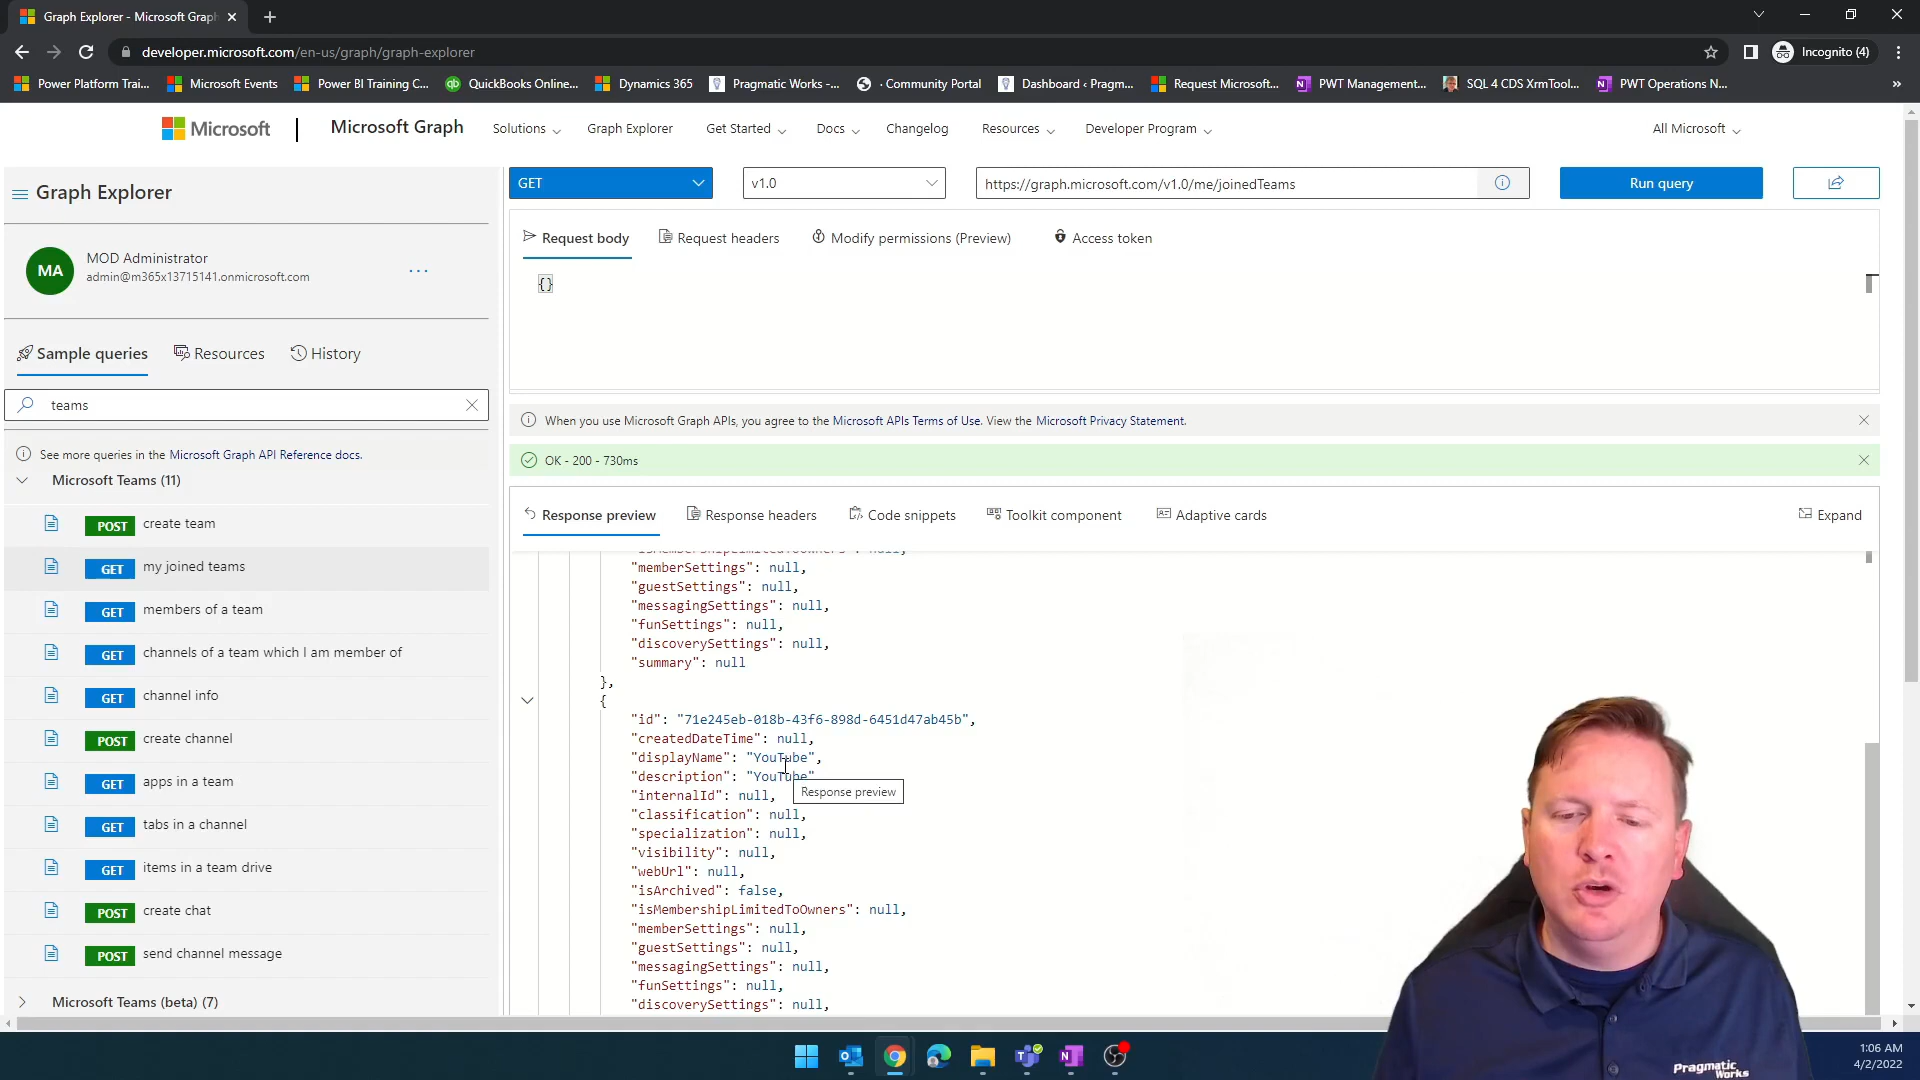 Graph Explorer - Microsoft Graph
developer.microsoft.com/en-us/graph/graph-explorer
Incognito (4)
Power Platform Trai...
Microsoft Events
Power BI Training C...
QuickBooks Online...
Dynamics 365
Pragmatic Works -...
· Community Portal
Dashboard ‹ Pragm...
Request Microsoft...
PWT Management...
SQL 4 CDS XrmTool...
PWT Operations N...
»
Microsoft
Microsoft Graph
Solutions
Graph Explorer
Get Started
Docs
Changelog
Resources
Developer Program
All Microsoft
Graph Explorer
GET
v1.0
https://graph.microsoft.com/v1.0/me/joinedTeams
Run query
MA
MOD Administrator
admin@m365x13715141.onmicrosoft.com
...
Request body
Request headers
Modify permissions (Preview)
Access token
{}
Sample queries
Resources
History
teams
When you use Microsoft Graph APIs, you agree to the Microsoft APIs Terms of Use. View the Microsoft Privacy Statement.
See more queries in the Microsoft Graph API Reference docs.
OK - 200 - 730ms
Microsoft Teams (11)
POST create team
GET my joined teams
GET members of a team
GET channels of a team which I am member of
GET channel info
POST create channel
GET apps in a team
GET tabs in a channel
GET items in a team drive
POST create chat
POST send channel message
Microsoft Teams (beta) (7)
Response preview
Response headers
Code snippets
Toolkit component
Adaptive cards
Expand
"isMembershipLimitedToOwners": null,
"memberSettings": null,
"guestSettings": null,
"messagingSettings": null,
"funSettings": null,
"discoverySettings": null,
"summary": null
},
{
"id": "71e245eb-018b-43f6-898d-6451d47ab45b",
"createdDateTime": null,
"displayName": "YouTube",
"description": "YouTube"
Response preview
"internalId": null,
"classification": null,
"specialization": null,
"visibility": null,
"webUrl": null,
"isArchived": false,
"isMembershipLimitedToOwners": null,
"memberSettings": null,
"guestSettings": null,
"messagingSettings": null,
"funSettings": null,
"discoverySettings": null,
Pragmatic
Works
1:06 AM
4/2/2022